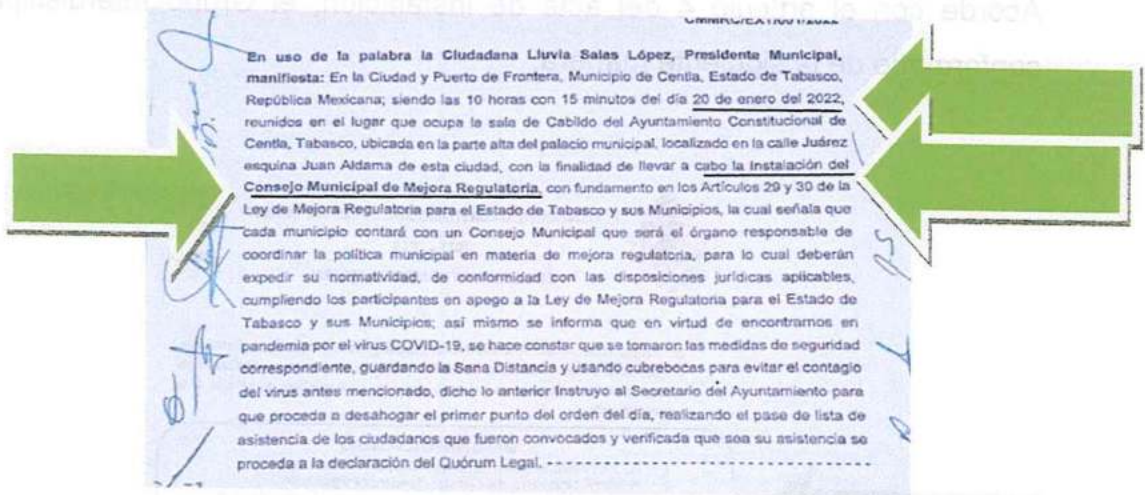 CMMRC/EXT/001/2022
En uso de la palabra la Ciudadana Lluvia Salas López, Presidente Municipal,
manifiesta: En la Ciudad y Puerto de Frontera, Municipio de Centla, Estado de Tabasco,
República Mexicana; siendo las 10 horas con 15 minutos del día 20 de enero del 2022,
reunidos en el lugar que ocupa la sala de Cabildo del Ayuntamiento Constitucional de
Centla, Tabasco, ubicada en la parte alta del palacio municipal, localizado en la calle Juárez
esquina Juan Aldama de esta ciudad, con la finalidad de llevar a cabo la Instalación del
Consejo Municipal de Mejora Regulatoria, con fundamento en los Artículos 29 y 30 de la
Ley de Mejora Regulatoria para el Estado de Tabasco y sus Municipios, la cual señala que
cada municipio contará con un Consejo Municipal que será el órgano responsable de
coordinar la política municipal en materia de mejora regulatoria, para lo cual deberán
expedir su normatividad, de conformidad con las disposiciones jurídicas aplicables,
cumpliendo los participantes en apego a la Ley de Mejora Regulatoria para el Estado de
Tabasco y sus Municipios; así mismo se informa que en virtud de encontrarnos en
pandemia por el virus COVID-19, se hace constar que se tomaron las medidas de seguridad
correspondiente, guardando la Sana Distancia y usando cubrebocas para evitar el contagio
del virus antes mencionado, dicho lo anterior Instruyo al Secretario del Ayuntamiento para
que proceda a desahogar el primer punto del orden del día, realizando el pase de lista de
asistencia de los ciudadanos que fueron convocados y verificada que sea su asistencia se
proceda a la declaración del Quórum Legal. - - - - - - - - - - - - - - - - - - - - - - - - - - - - - - - - - -